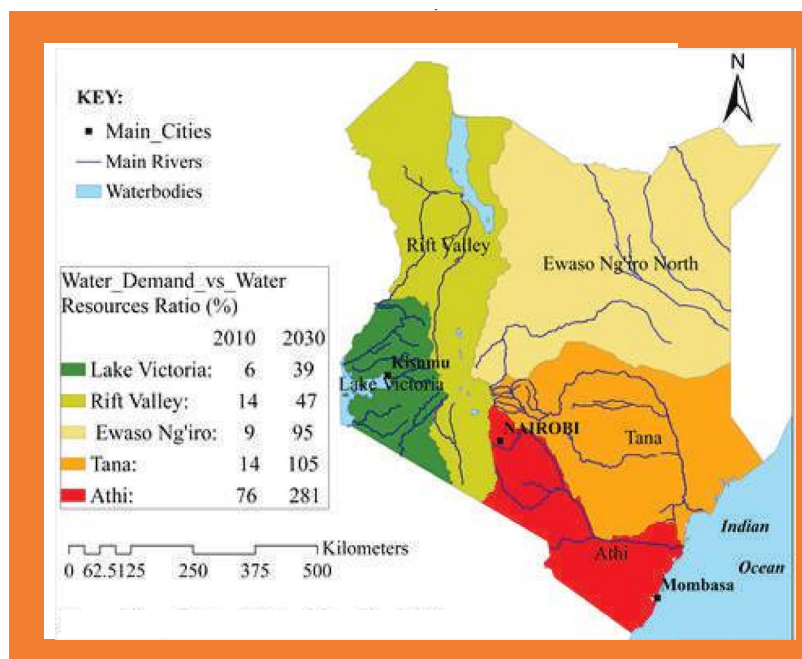 KEY:
Main_Cities
Main Rivers
Waterbodies
Water_Demand_vs_Water
Resources Ratio (%)
2010 2030
Lake Victoria: 6 39
Rift Valley: 14 47
Ewaso Ng'iro: 9 95
Tana: 14 105
Athi: 76 281
Kilometers
0 62.5125 250 375 500
N
Rift Valley
Ewaso Ng'iro North
Kisumu
Lake Victoria
NAIROBI
Tana
Athi
Indian
Ocean
Mombasa